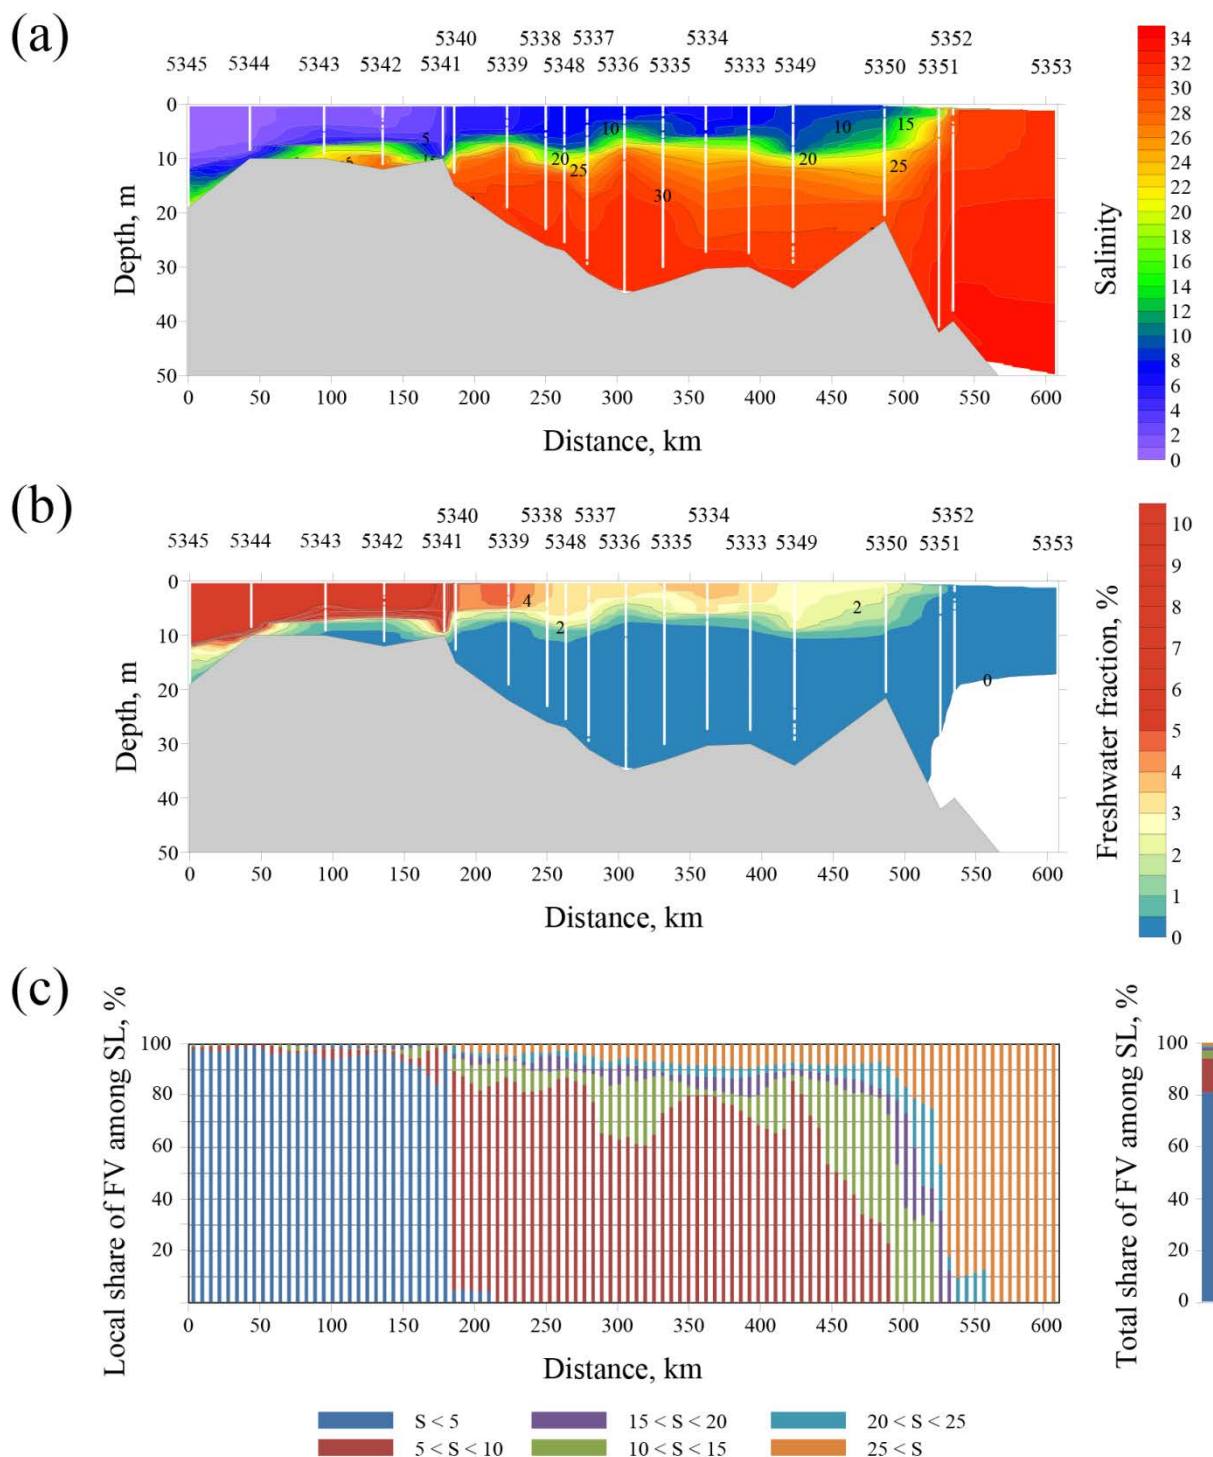 (a)
5340 5338 5337 5334 5352
5345 5344 5343 5342 5341 5339 5348 5336 5335 5333 5349 5350 5351 5353
0
10
20
30
40
50
Depth, m
5 10 15 10 20 25 20 25 30
0 50 100 150 200 250 300 350 400 450 500 550 600
Distance, km
Salinity
34
32
30
28
26
24
22
20
18
16
14
12
10
8
6
4
2
0
(b)
5340 5338 5337 5334 5352
5345 5344 5343 5342 5341 5339 5348 5336 5335 5333 5349 5350 5351 5353
0
10
20
30
40
50
Depth, m
4 2 2 0
0 50 100 150 200 250 300 350 400 450 500 550 600
Distance, km
Freshwater fraction, %
10
9
8
7
6
5
4
3
2
1
0
(c)
Local share of FV among SL, %
100
80
60
40
20
0 50 100 150 200 250 300 350 400 450 500 550 600
Distance, km
Total share of FV among SL, %
100
80
60
40
20
0
S < 5 15 < S < 20 20 < S < 25
5 < S < 10 10 < S < 15 25 < S